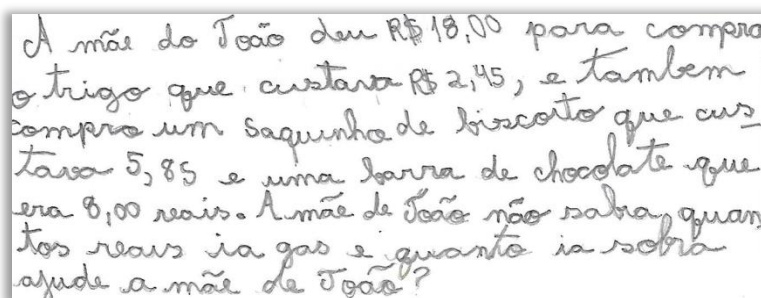 A mãe do João deu R$ 18,00 para compra
o trigo que custava R$ 2,45, e tambem
compro um saquinho de biscoito que cus
tava 5,85 e uma barra de chocolate que
era 8,00 reais. A mãe de João não sabia, quan
tos reais ia gas e quanto ia sobra
ajude a mãe de João?